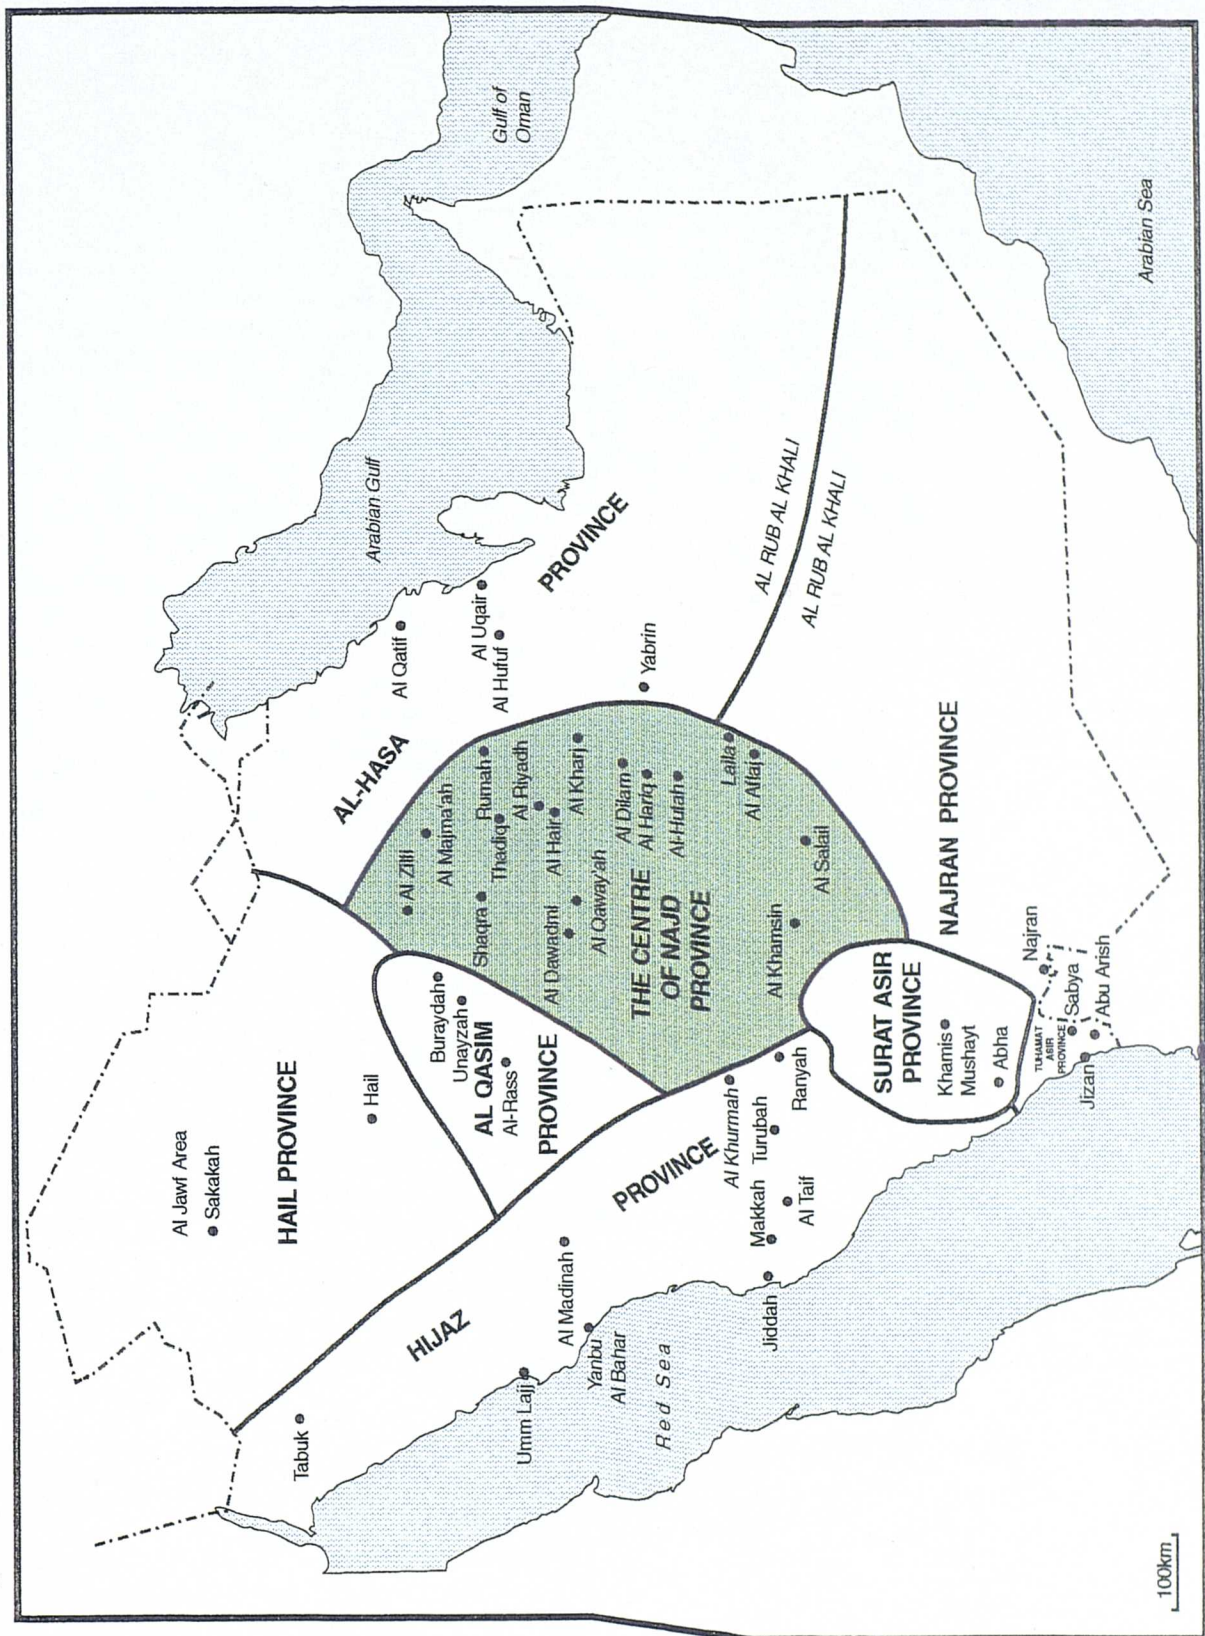 Tabuk
Al Jawf Area
Sakakah
HAIL PROVINCE
Hail
Buraydah
Unayzah
AL QASIM
Al-Rass
PROVINCE
HIJAZ
PROVINCE
Umm Lajj
Al Madinah
Yanbu
Al Bahar
Red Sea
Jiddah
Makkah
Al Taif
Turubah
Al Khurmah
Ranyah
AL-HASA
PROVINCE
Al Qatif
Al Uqair
Al Hufuf
Yabrin
Arabian Gulf
Gulf of
Oman
Arabian Sea
Al Zilfi
Al Majma'ah
Shaqra
Rumah
Thadiq
Al Riyadh
Al Hair
Al Kharj
Al Dawadmi
Al Qaway'ah
Al Dilam
Al Hariq
Al-Hutah
THE CENTRE
OF NAJD
PROVINCE
Laila
Al Aflaj
Al Salail
Al Khamsin
AL RUB AL KHALI
AL RUB AL KHALI
SURAT ASIR
PROVINCE
Khamis
Mushayt
Abha
NAJRAN PROVINCE
Najran
TUHAMAT
ASIR
PROVINCE
Sabya
Abu Arish
Jizan
100km